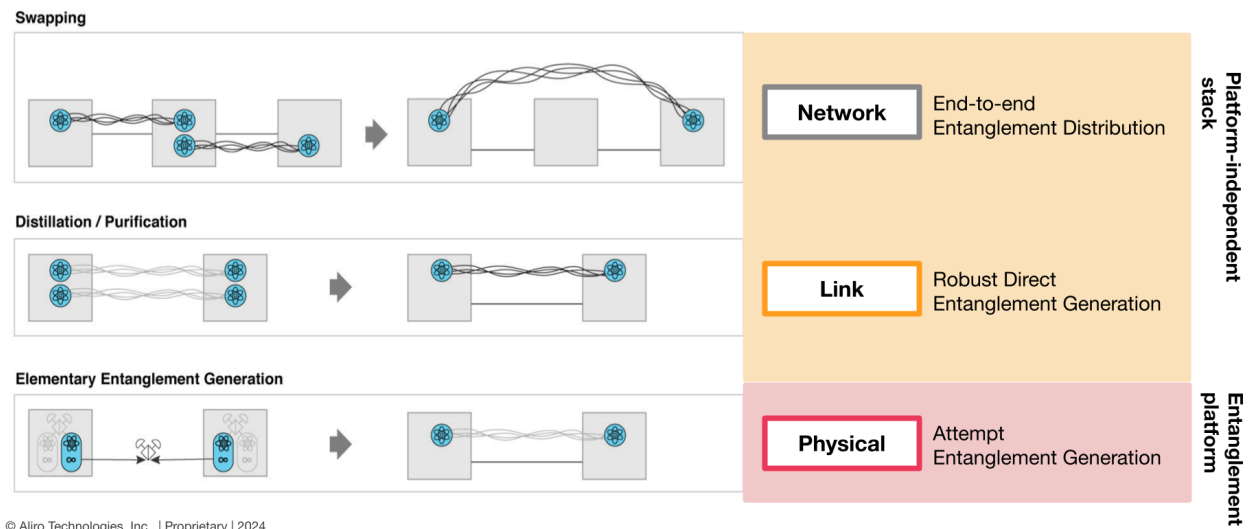 Swapping
Network
End-to-end
Entanglement Distribution
Platform-independent
stack
Distillation / Purification
Link
Robust Direct
Entanglement Generation
Elementary Entanglement Generation
∞ ∞ ∞ ∞
Physical
Attempt
Entanglement Generation
Entanglement
platform
© Aliro Technologies, Inc. | Proprietary | 2024